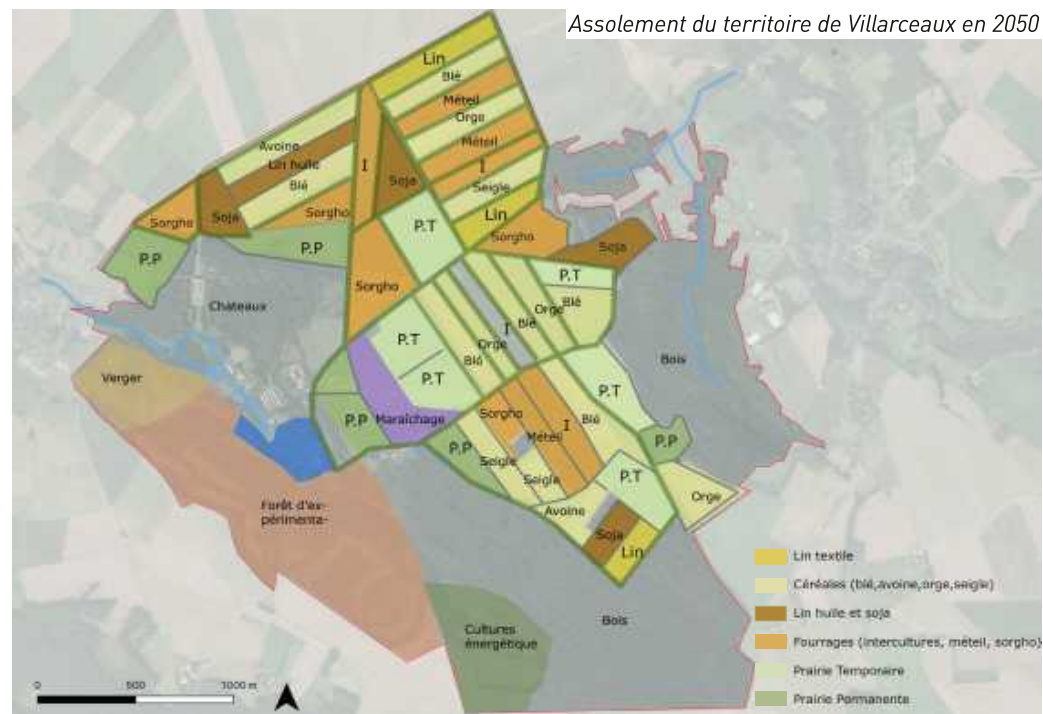 Assolement du territoire de Villarceaux en 2050
Lin
Blé
Méteil
Orge
Méteil
I
Seigle
Lin
Sorgho
Soja
Avoine
Lin huile
Blé
Sorgho
I
Soja
Soja
Sorgho
P.P
P.P
P.T
Sorgho
Chateaux
P.T
Blé
Orge
Blé
I
Orge
Blé
P.T
P.T
Bois
Verger
P.T
P.P
Maraîchage
Sorgho
Méteil
I
Blé
P.P
P.P
Seigle
Seigle
P.T
Orge
Avoine
Soja
Lin
Forêt d'ex-
périmenta-
Cultures
énergétique
Bois
Lin textile
Céréales (blé,avoine,orge,seigle)
Lin huile et soja
Fourrages (intercultures, méteil, sorgho)
Prairie Temporaire
Prairie Permanente
0 500 1000 m